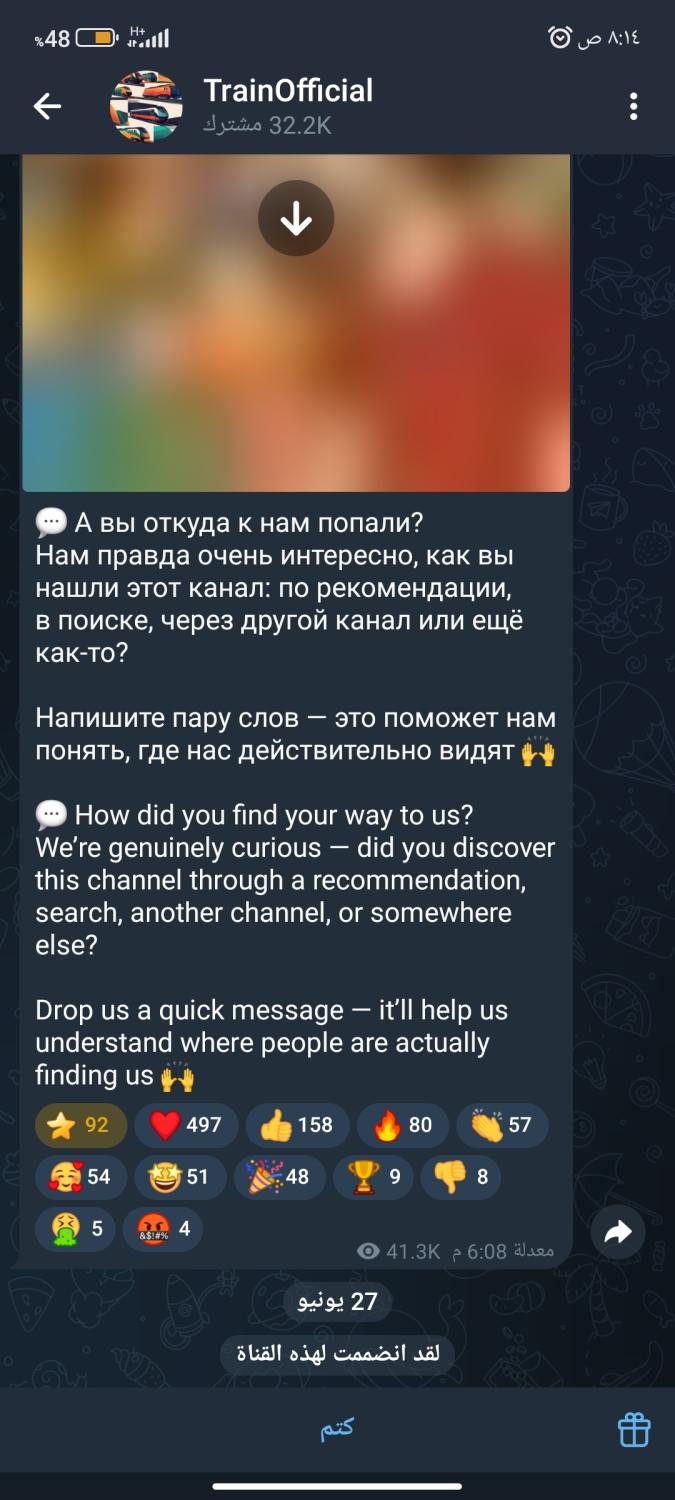 %48 H+ ٨:١٤ ص
TrainOfficial
32.2K مشترك
💬 А вы откуда к нам попали?
Нам правда очень интересно, как вы
нашли этот канал: по рекомендации,
в поиске, через другой канал или ещё
как-то?
Напишите пару слов — это поможет нам
понять, где нас действительно видят 🙌
💬 How did you find your way to us?
We’re genuinely curious — did you discover
this channel through a recommendation,
search, another channel, or somewhere
else?
Drop us a quick message — it’ll help us
understand where people are actually
finding us 🙌
⭐ 92 ❤️ 497 👍 158 🔥 80 👏 57
🥰 54 🤩 51 🎉 48 🏆 9 👎 8
🤮 5 🤬 4
41.3K معدلة 6:08 م
27 يونيو
لقد انضممت لهذه القناة
كتم